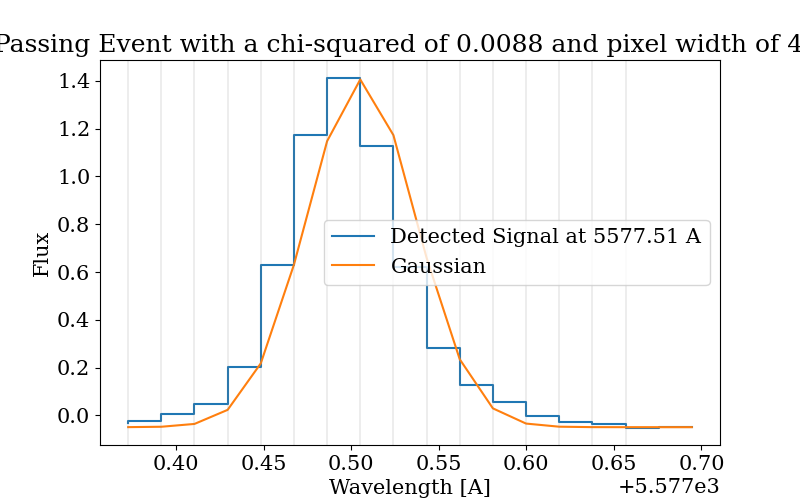 Passing Event with a chi-squared of 0.0088 and pixel width of 4
1.4
1.2
1.0
0.8
0.6
0.4
0.2
0.0
Flux
Detected Signal at 5577.51 A
Gaussian
0.40 0.45 0.50 0.55 0.60 0.65 0.70
Wavelength [A]
+5.577e3